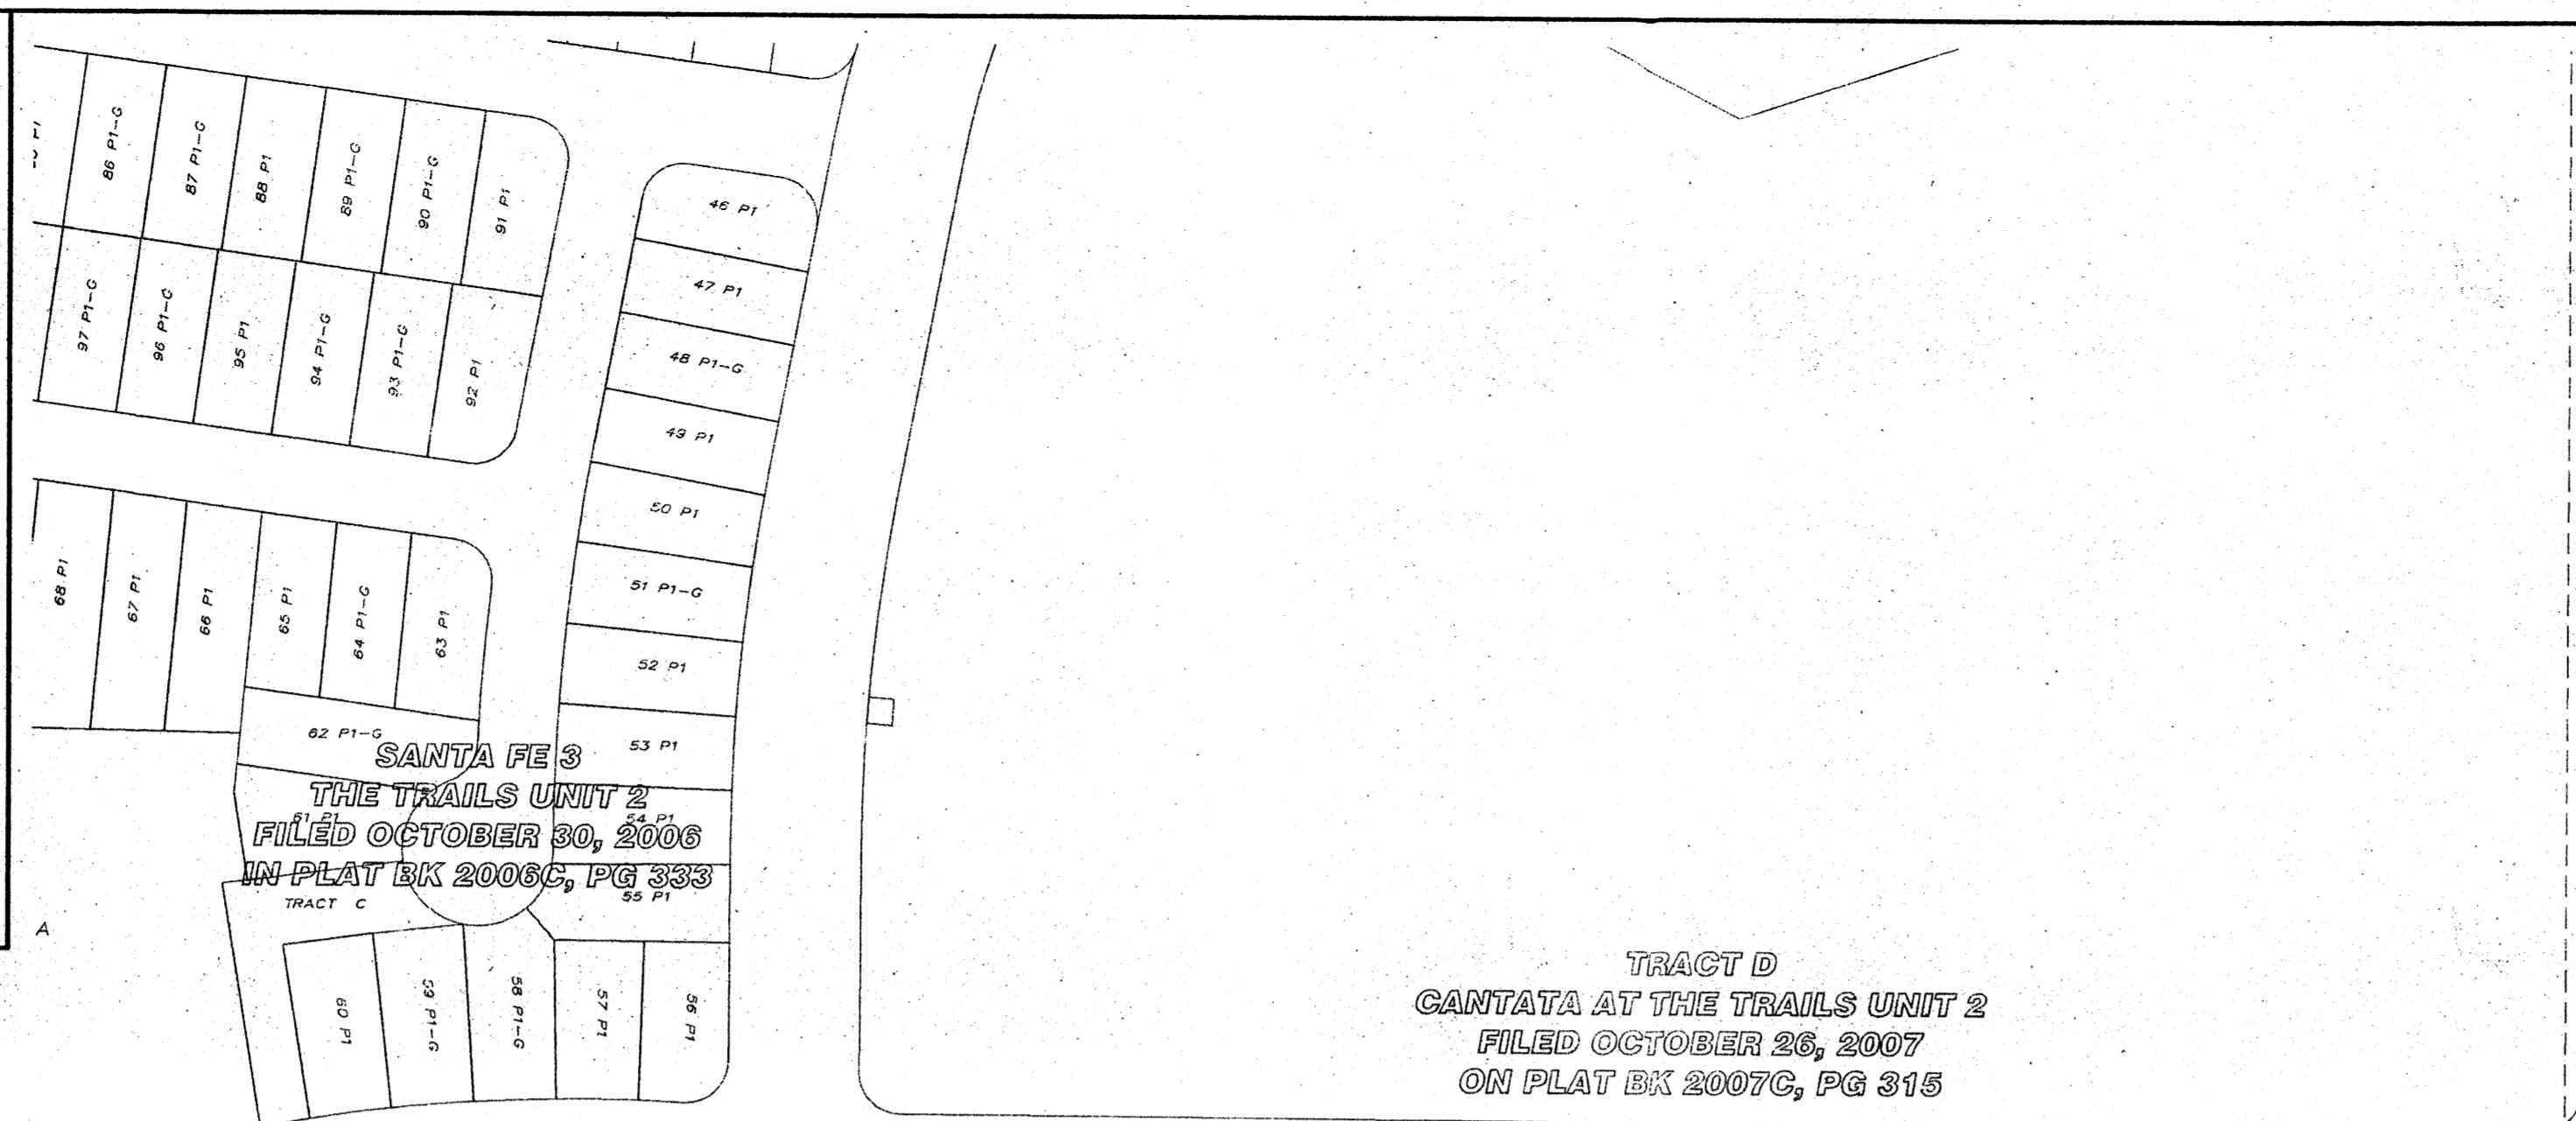 86 P1-G
87 P1-G
88 P1
89 P1-G
90 P1-G
91 P1
46 P1
47 P1
48 P1-G
49 P1
50 P1
51 P1-G
52 P1
53 P1
54 P1
55 P1
97 P1-G
96 P1-G
95 P1
94 P1-G
93 P1-G
92 P1
68 P1
67 P1
66 P1
65 P1
64 P1-G
63 P1
62 P1-G
SANTA FE 3
THE TRAILS UNIT 2
61 P1
FILED OCTOBER 30, 2006
IN PLAT BK 2006C, PG 333
TRACT C
A
60 P1
59 P1-G
58 P1-G
57 P1
56 P1
TRACT D
CANTATA AT THE TRAILS UNIT 2
FILED OCTOBER 26, 2007
ON PLAT BK 2007C, PG 315